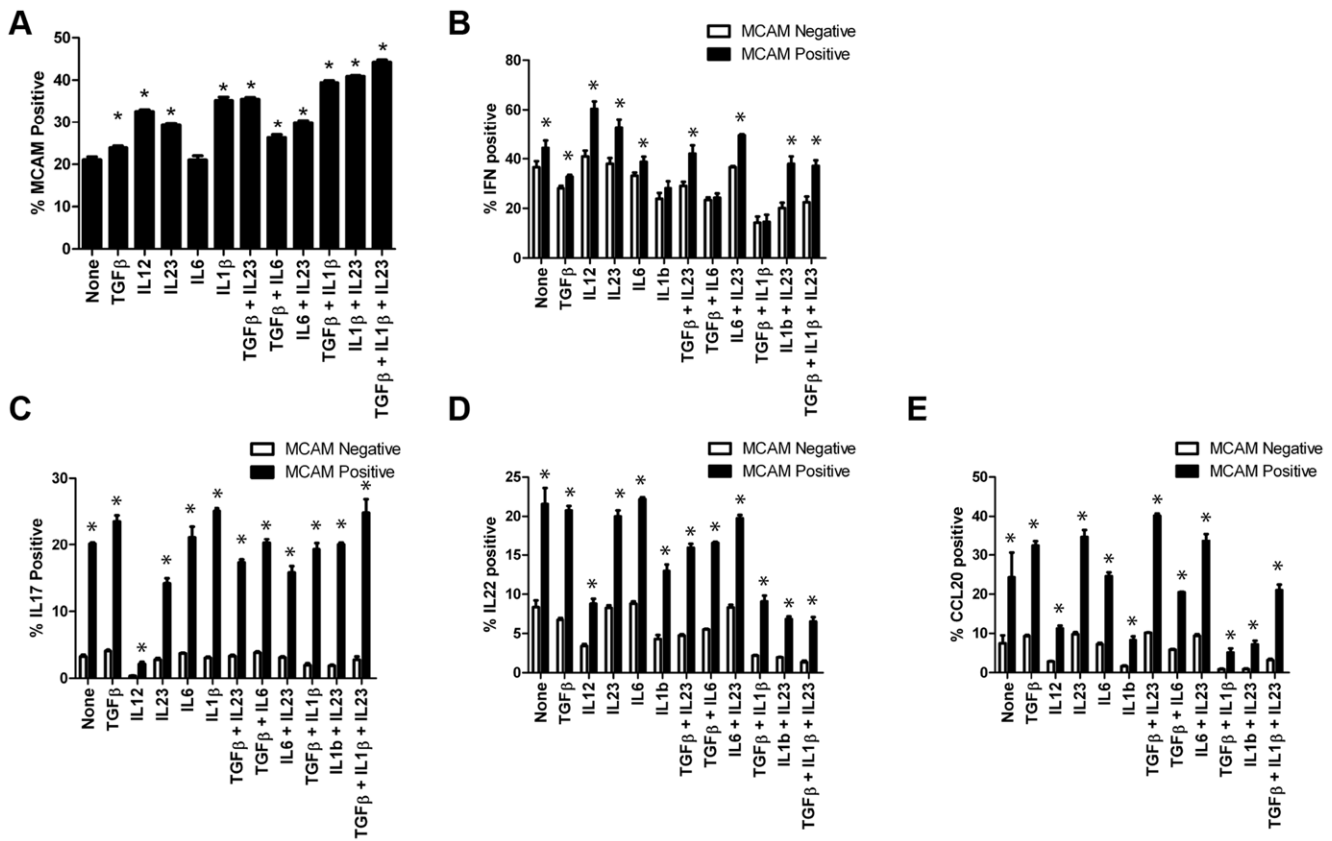 A
% MCAM Positive
50
40
30
20
10
0
* * * * * * * * * *
None
TGFβ
IL12
IL23
IL6
IL1β
TGFβ + IL23
TGFβ + IL6
IL6 + IL23
TGFβ + IL1β
IL1β + IL23
TGFβ + IL1β + IL23
B
MCAM Negative
MCAM Positive
% IFN positive
80
60
40
20
0
* * * * * * * * *
None
TGFβ
IL12
IL23
IL6
IL1b
TGFβ + IL23
TGFβ + IL6
IL6 + IL23
TGFβ + IL1β
IL1b + IL23
TGFβ + IL1β + IL23
C
MCAM Negative
MCAM Positive
% IL17 Positive
30
20
10
0
* * * * * * * * * * * *
None
TGFβ
IL12
IL23
IL6
IL1β
TGFβ + IL23
TGFβ + IL6
IL6 + IL23
TGFβ + IL1β
IL1b + IL23
TGFβ + IL1β + IL23
D
MCAM Negative
MCAM Positive
% IL22 positive
25
20
15
10
5
0
* * * * * * * * * * * *
None
TGFβ
IL12
IL23
IL6
IL1b
TGFβ + IL23
TGFβ + IL6
IL6 + IL23
TGFβ + IL1β
IL1b + IL23
TGFβ + IL1β + IL23
E
MCAM Negative
MCAM Positive
% CCL20 positive
50
40
30
20
10
0
* * * * * * * * * * * *
None
TGFβ
IL12
IL23
IL6
IL1b
TGFβ + IL23
TGFβ + IL6
IL6 + IL23
TGFβ + IL1β
IL1b + IL23
TGFβ + IL1β + IL23